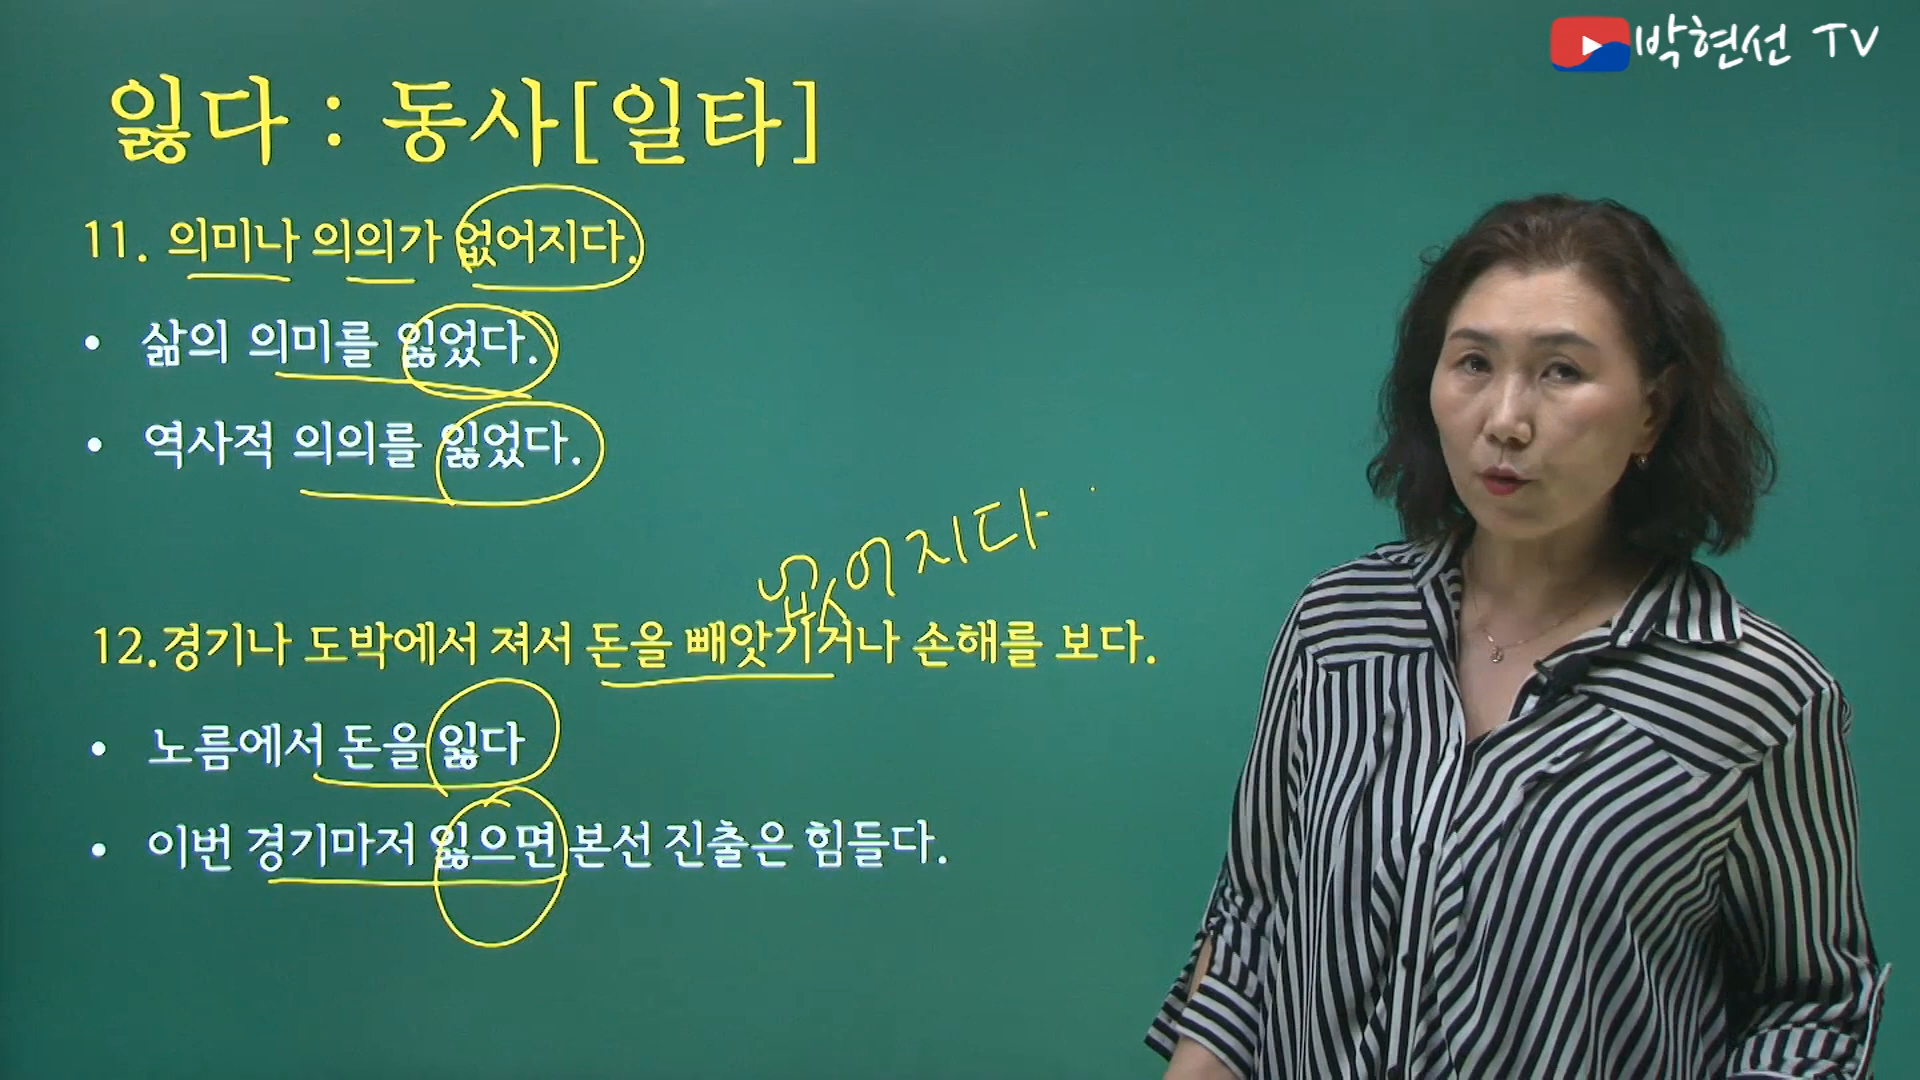 박현선 TV
잃다 : 동사[일타]
11. 의미나 의의가 없어지다.
• 삶의 의미를 잃었다.
• 역사적 의의를 잃었다.
없어지다
12.경기나 도박에서 져서 돈을 빼앗기거나 손해를 보다.
• 노름에서 돈을 잃다
• 이번 경기마저 잃으면 본선 진출은 힘들다.